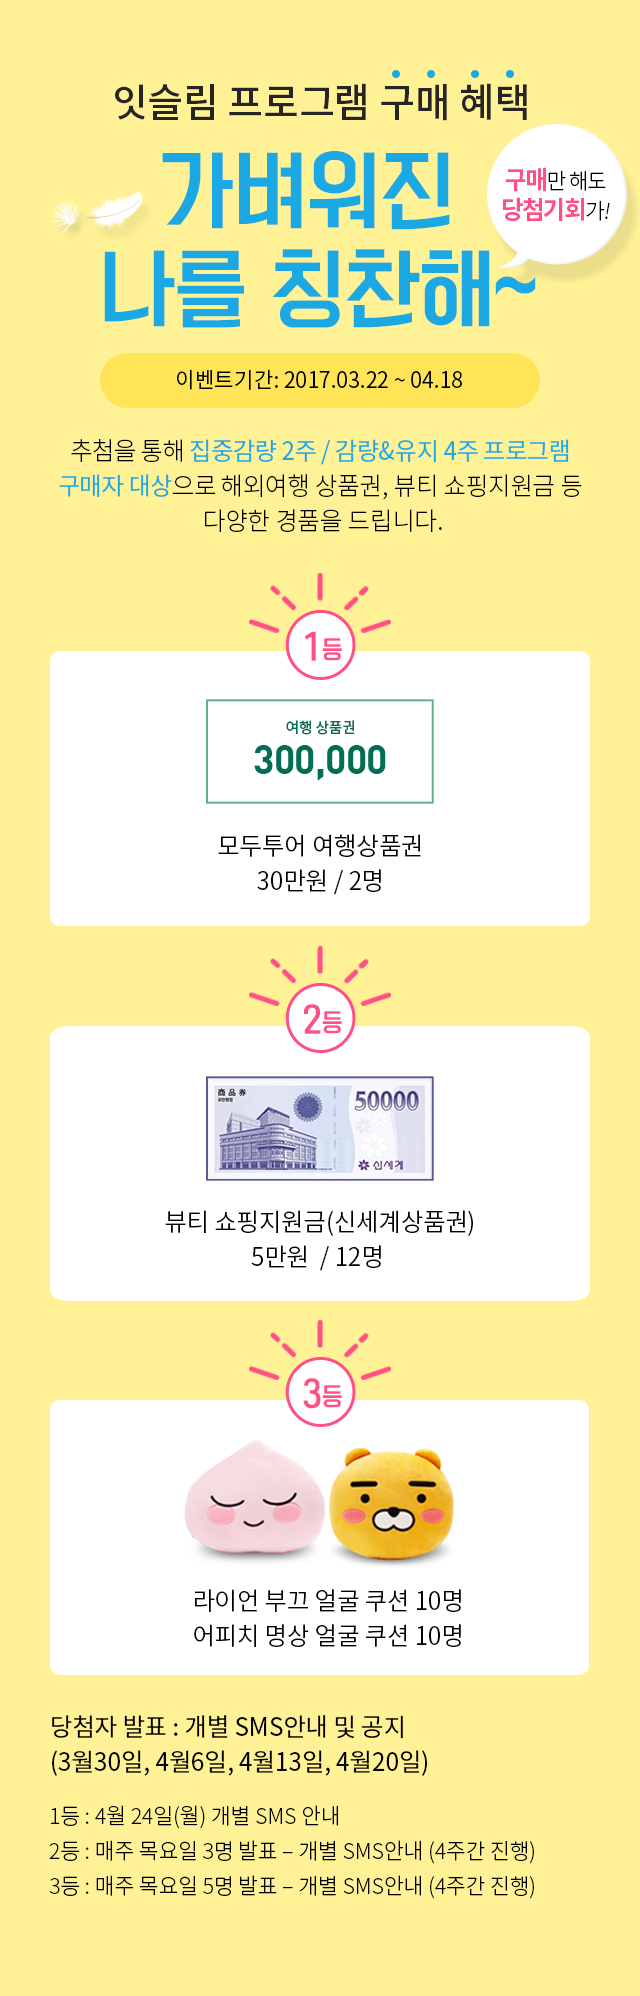 잇슬림 프로그램 구매 혜택
가벼워진
나를 칭찬해~
구매만 해도
당첨기회가!
이벤트기간: 2017.03.22 ~ 04.18
추첨을 통해 집중감량 2주 / 감량&유지 4주 프로그램
구매자 대상으로 해외여행 상품권, 뷰티 쇼핑지원금 등
다양한 경품을 드립니다.
1등
여행 상품권
300,000
모두투어 여행상품권
30만원 / 2명
2등
商品券
오만원정
50000
신세계
뷰티 쇼핑지원금(신세계상품권)
5만원 / 12명
3등
라이언 부끄 얼굴 쿠션 10명
어피치 명상 얼굴 쿠션 10명
당첨자 발표 : 개별 SMS안내 및 공지
(3월30일, 4월6일, 4월13일, 4월20일)
1등 : 4월 24일(월) 개별 SMS 안내
2등 : 매주 목요일 3명 발표 – 개별 SMS안내 (4주간 진행)
3등 : 매주 목요일 5명 발표 – 개별 SMS안내 (4주간 진행)